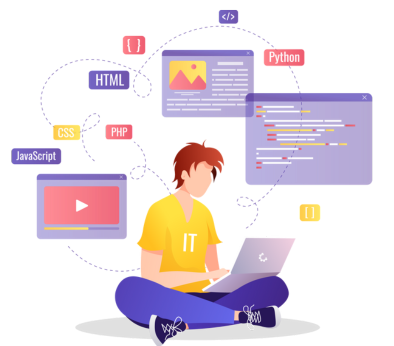 </>
{ }
Python
HTML
CSS
PHP
JavaScript
[ ]
IT